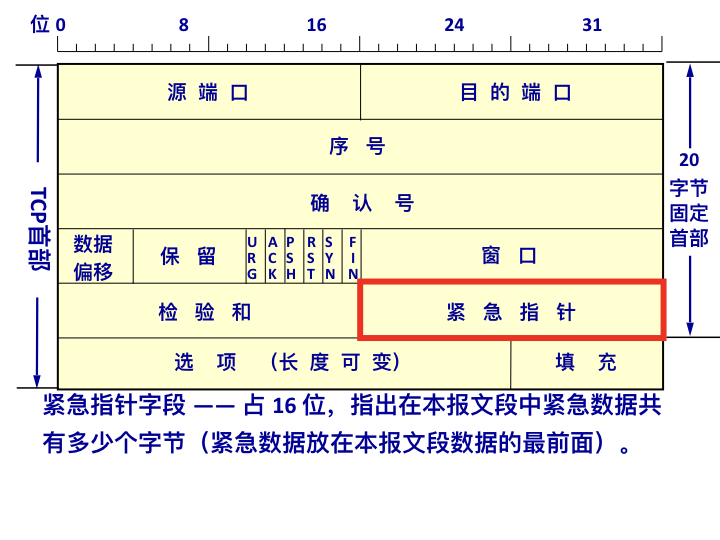 位 0 8 16 24 31
源 端 口 目 的 端 口
序 号
确 认 号
数据偏移 保 留 URG ACK PSH RST SYN FIN 窗 口
检 验 和 紧 急 指 针
选 项 （长 度 可 变） 填 充
TCP首部
20
字节
固定
首部
紧急指针字段 —— 占 16 位，指出在本报文段中紧急数据共
有多少个字节（紧急数据放在本报文段数据的最前面）。